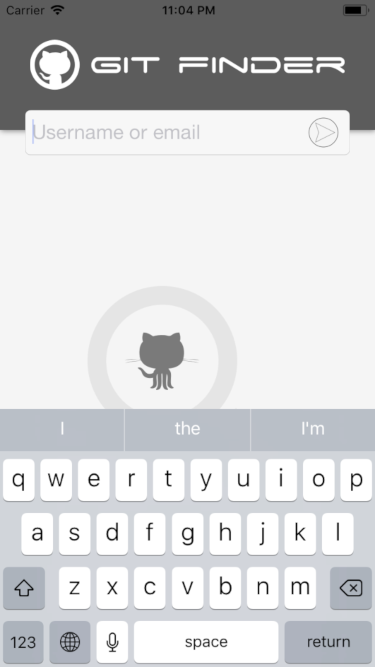 Carrier 11:04 PM
GIT FINDER
Username or email
I the I'm
q w e r t y u i o p
a s d f g h j k l
z x c v b n m
123 space return